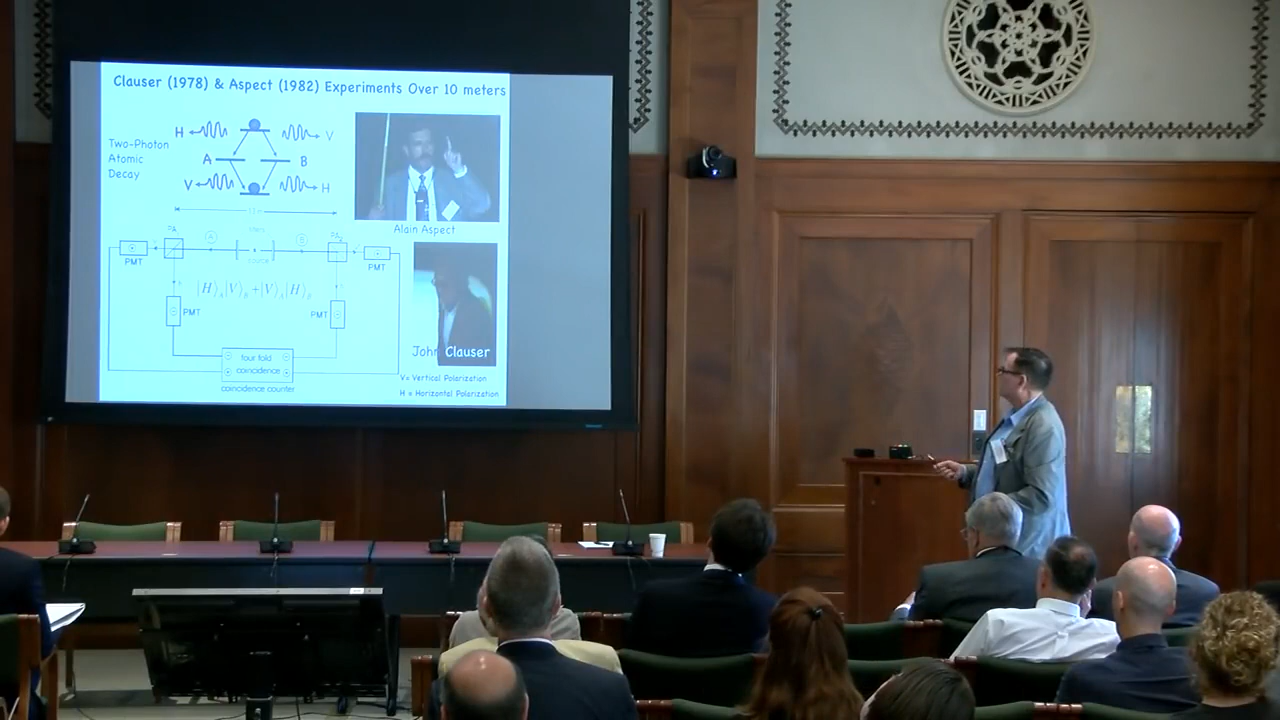 Clauser (1978) & Aspect (1982) Experiments Over 10 meters
Two-Photon
Atomic
Decay
H
V
A
B
V
H
Alain Aspect
PMT
PMT
|H⟩A|V⟩B + |V⟩A|H⟩B
PMT
PMT
John Clauser
four fold
coincidence
coincidence counter
V= Vertical Polarization
H = Horizontal Polarization